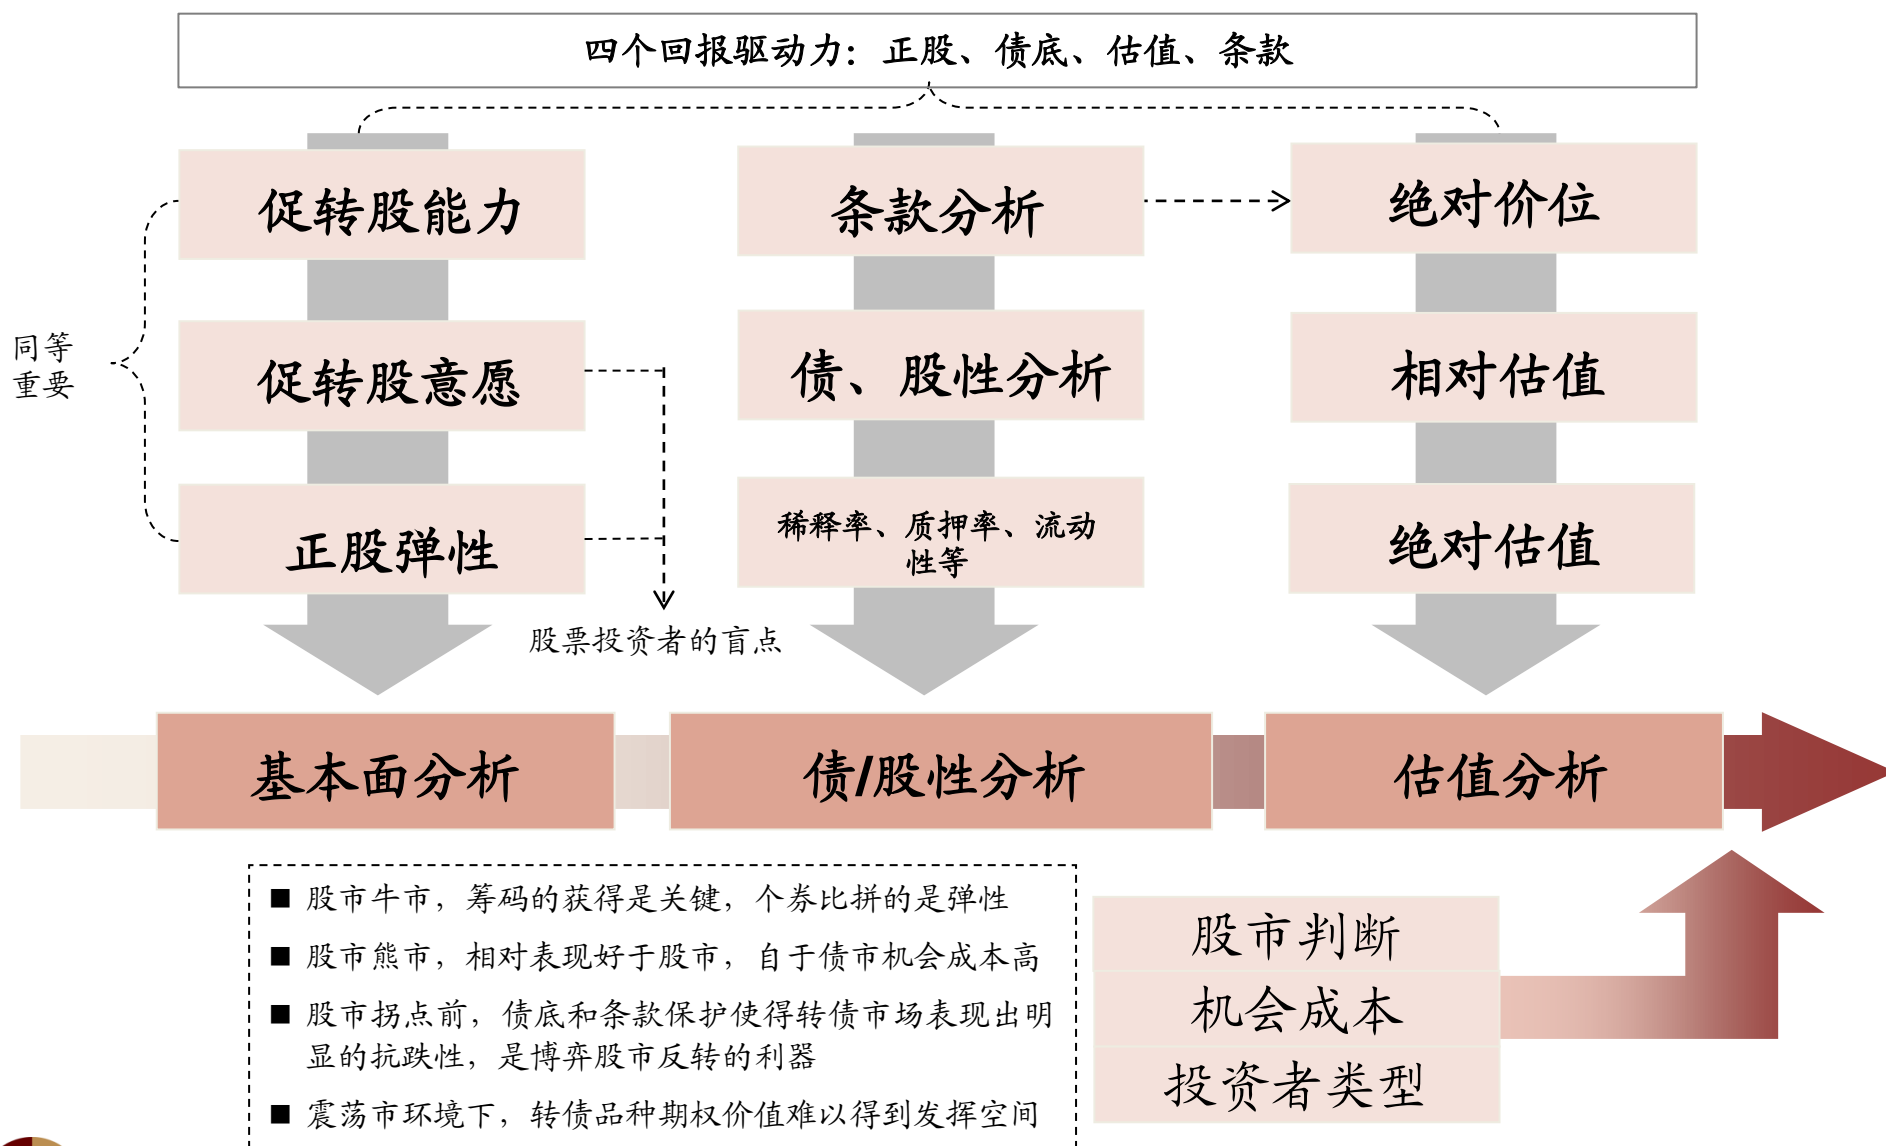 四个回报驱动力：正股、债底、估值、条款
促转股能力
条款分析
绝对价位
同等
重要
促转股意愿
债、股性分析
相对估值
正股弹性
稀释率、质押率、流动
性等
绝对估值
股票投资者的盲点
基本面分析
债/股性分析
估值分析
■ 股市牛市，筹码的获得是关键，个券比拼的是弹性
■ 股市熊市，相对表现好于股市，自于债市机会成本高
■ 股市拐点前，债底和条款保护使得转债市场表现出明
显的抗跌性，是博弈股市反转的利器
■ 震荡市环境下，转债品种期权价值难以得到发挥空间
股市判断
机会成本
投资者类型